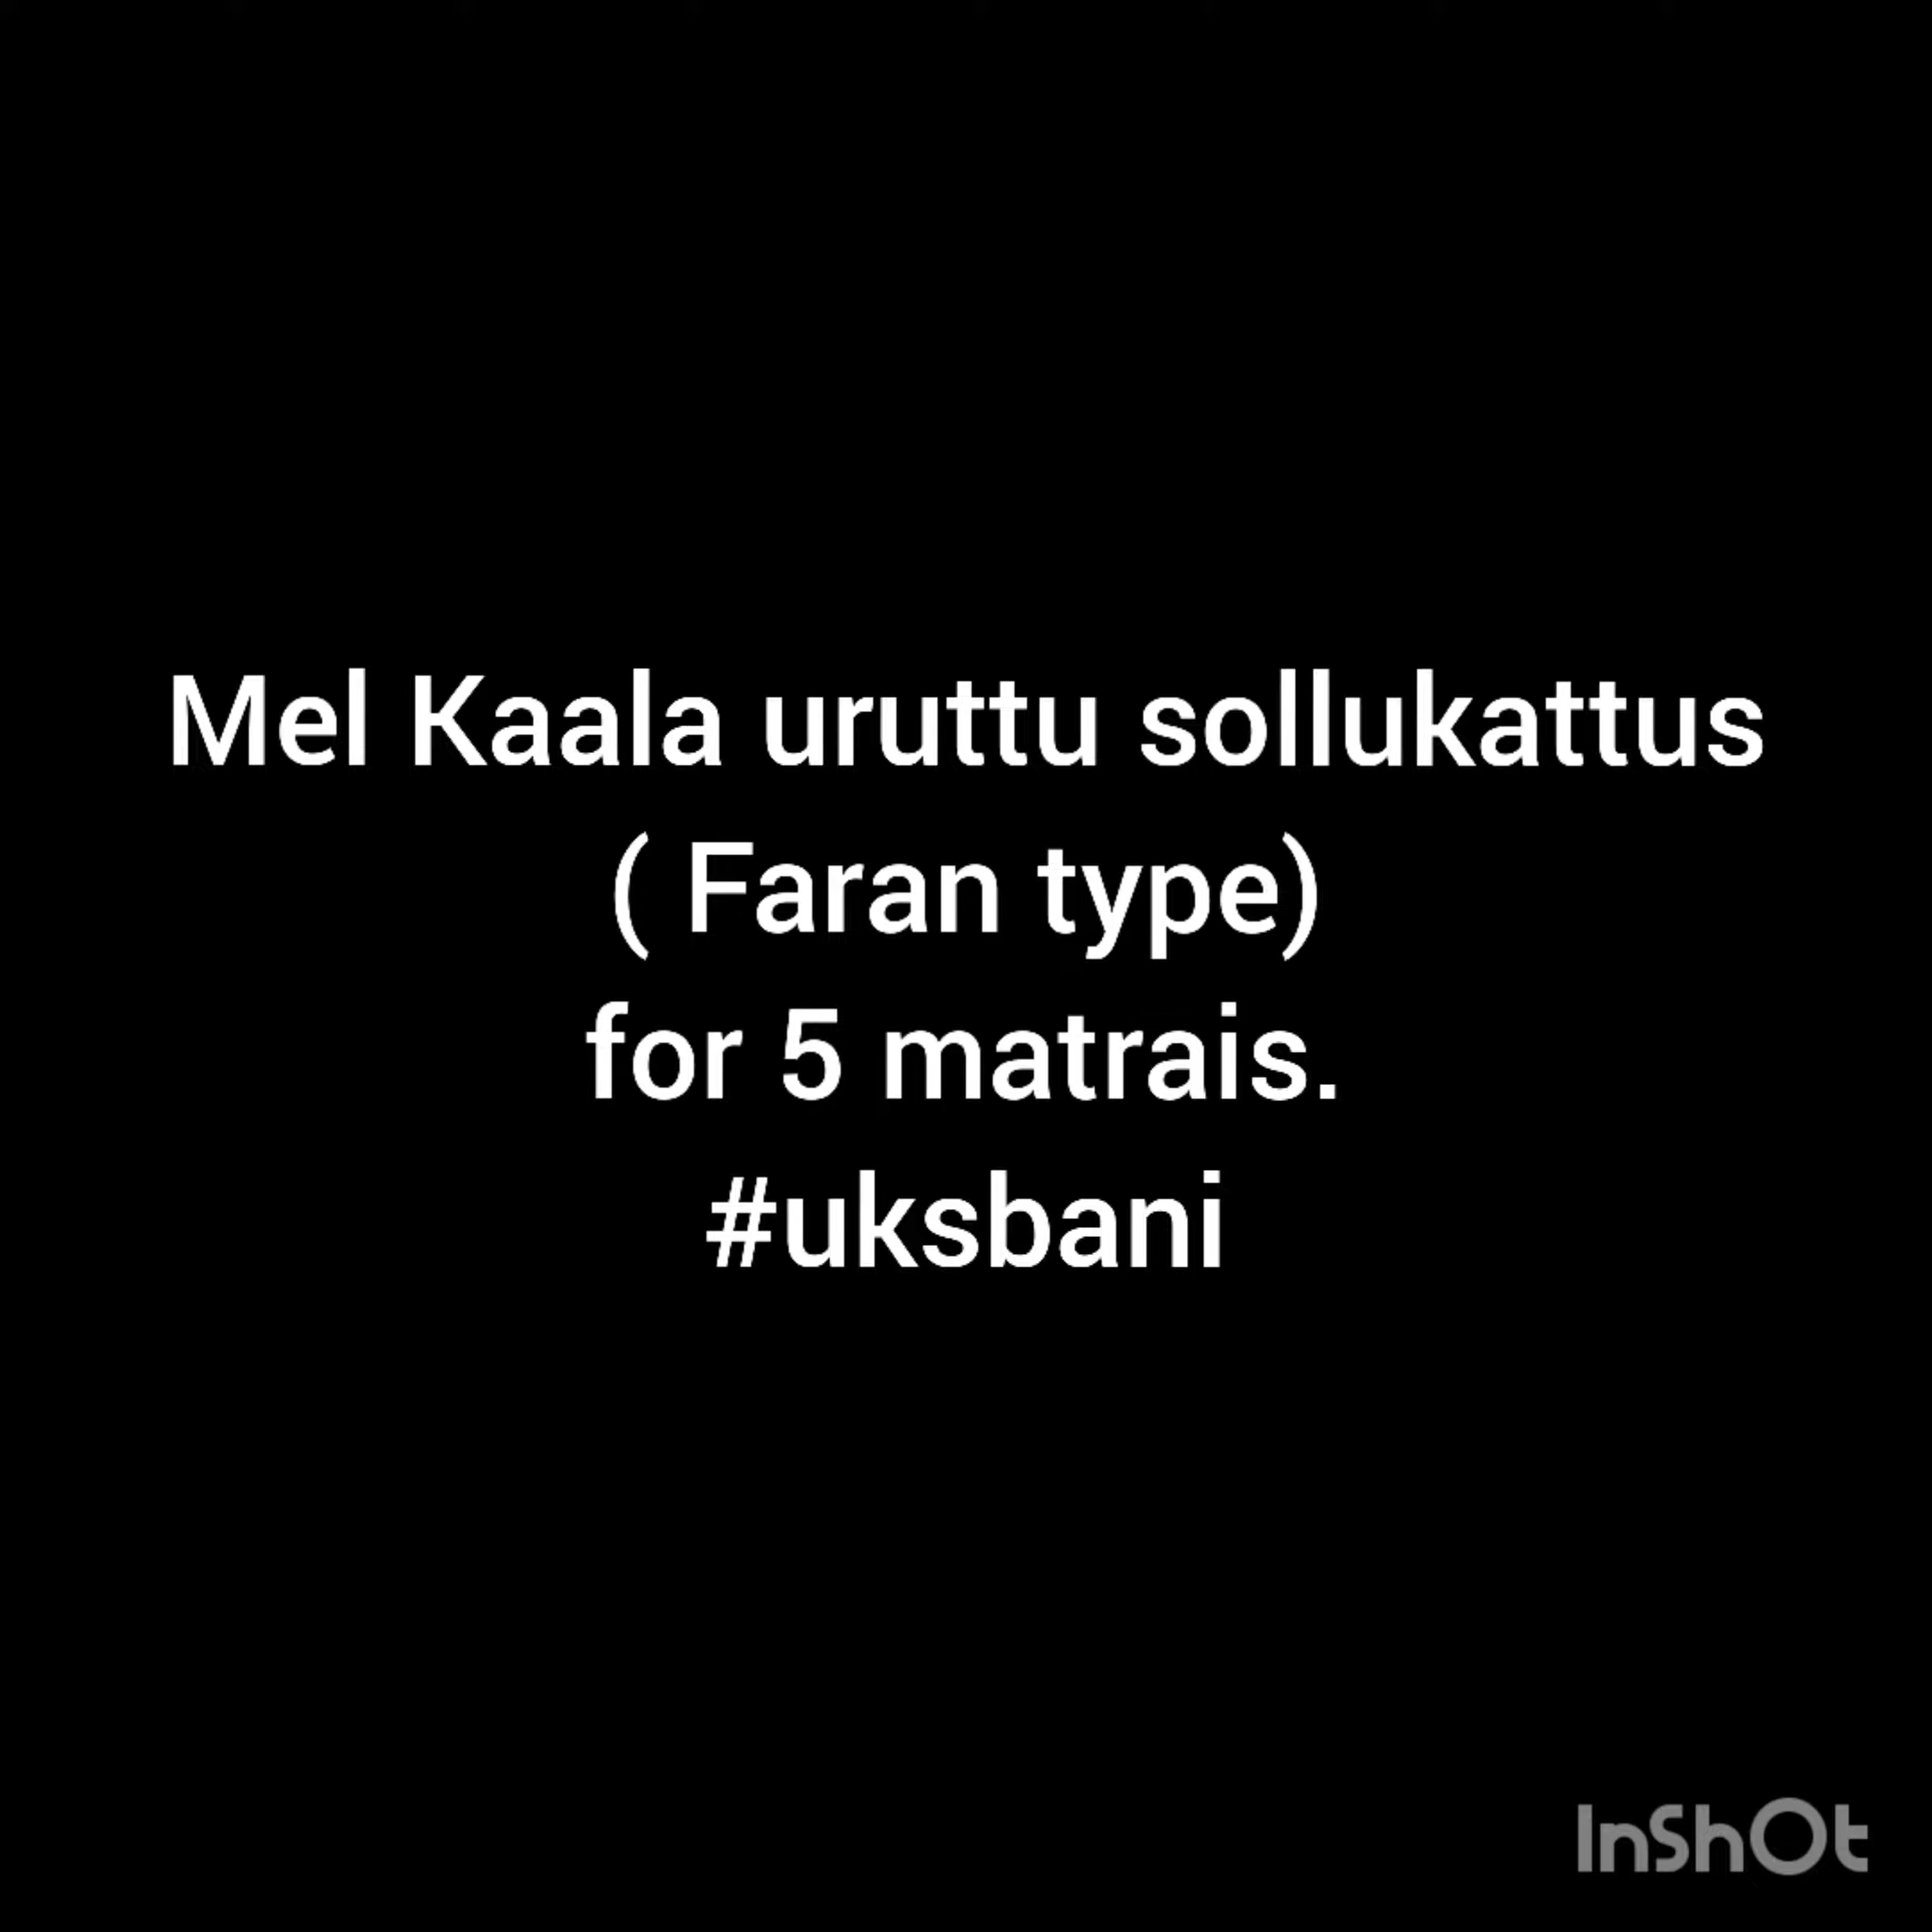 Mel Kaala uruttu sollukattus
( Faran type)
for 5 matrais.
#uksbani
InShOt